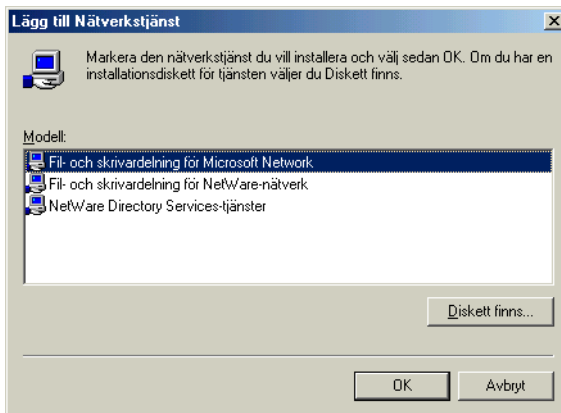 Lägg till Nätverkstjänst
Markera den nätverkstjänst du vill installera och välj sedan OK. Om du har en
installationsdiskett för tjänsten väljer du Diskett finns.
Modell:
Fil- och skrivardelning för Microsoft Network
Fil- och skrivardelning för NetWare-nätverk
NetWare Directory Services-tjänster
Diskett finns...
OK
Avbryt